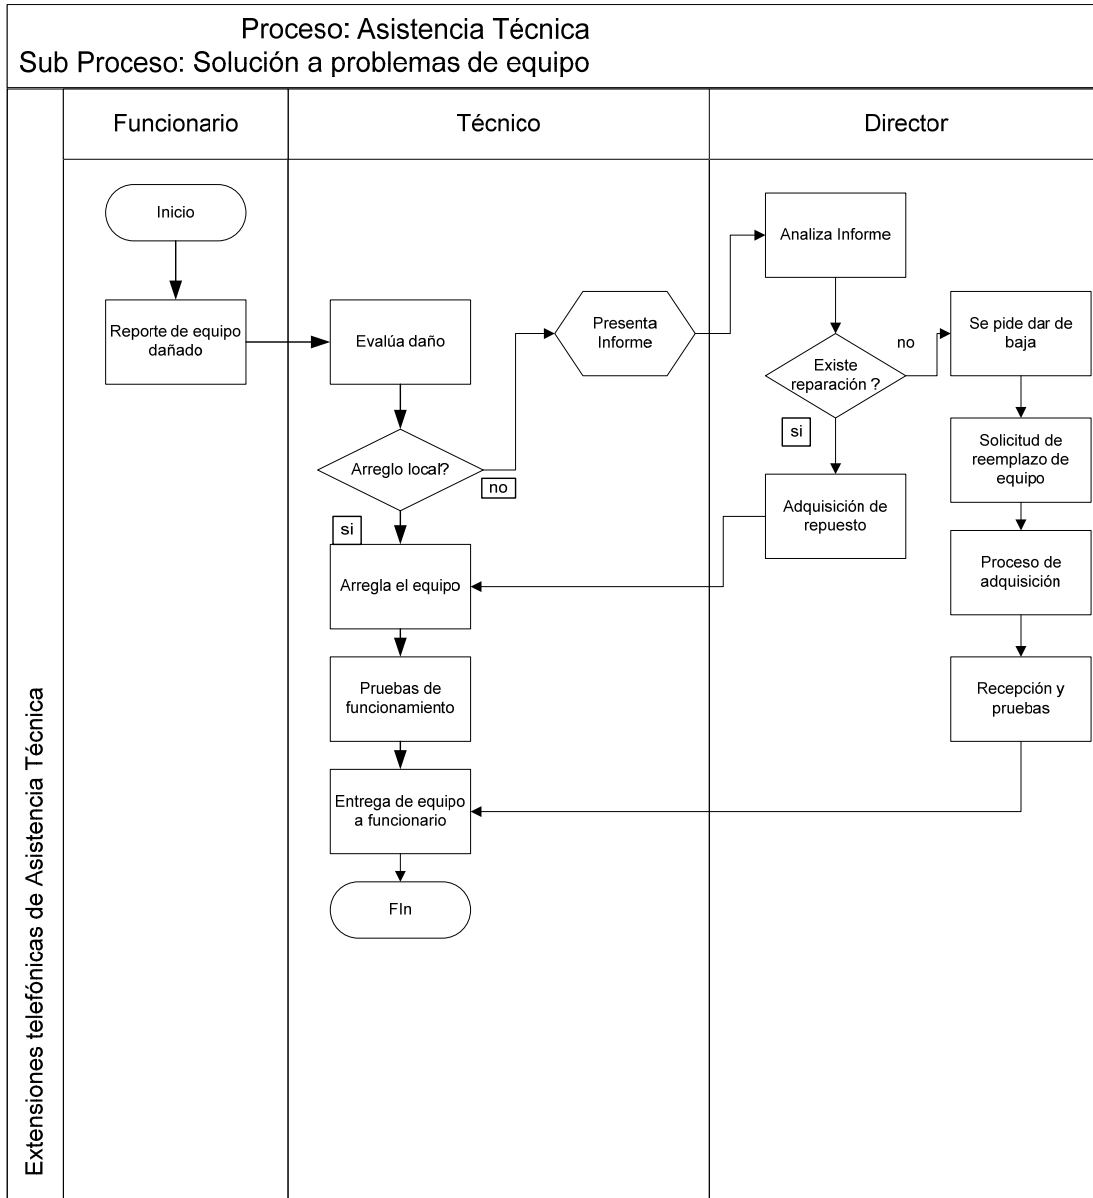 Proceso: Asistencia Técnica
Sub Proceso: Solución a problemas de equipo
Extensiones telefónicas de Asistencia Técnica
Funcionario
Técnico
Director
Inicio
Reporte de equipo
dañado
Evalúa daño
Arreglo local?
no
si
Arregla el equipo
Pruebas de
funcionamiento
Entrega de equipo
a funcionario
FIn
Presenta
Informe
Analiza Informe
Existe
reparación ?
no
si
Adquisición de
repuesto
Se pide dar de
baja
Solicitud de
reemplazo de
equipo
Proceso de
adquisición
Recepción y
pruebas